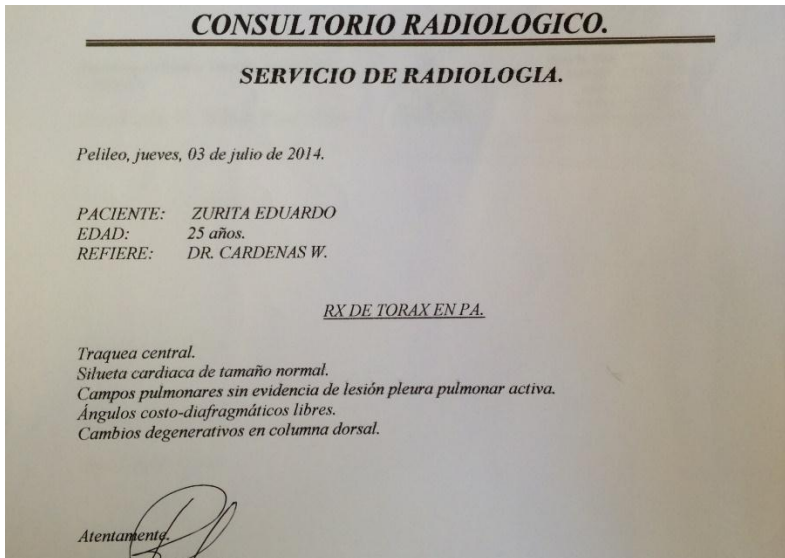 CONSULTORIO RADIOLOGICO.
SERVICIO DE RADIOLOGIA.
Pelileo, jueves, 03 de julio de 2014.
PACIENTE: ZURITA EDUARDO
EDAD: 25 años.
REFIERE: DR. CARDENAS W.
RX DE TORAX EN PA.
Traquea central.
Silueta cardiaca de tamaño normal.
Campos pulmonares sin evidencia de lesión pleura pulmonar activa.
Ángulos costo-diafragmáticos libres.
Cambios degenerativos en columna dorsal.
Atentamente.